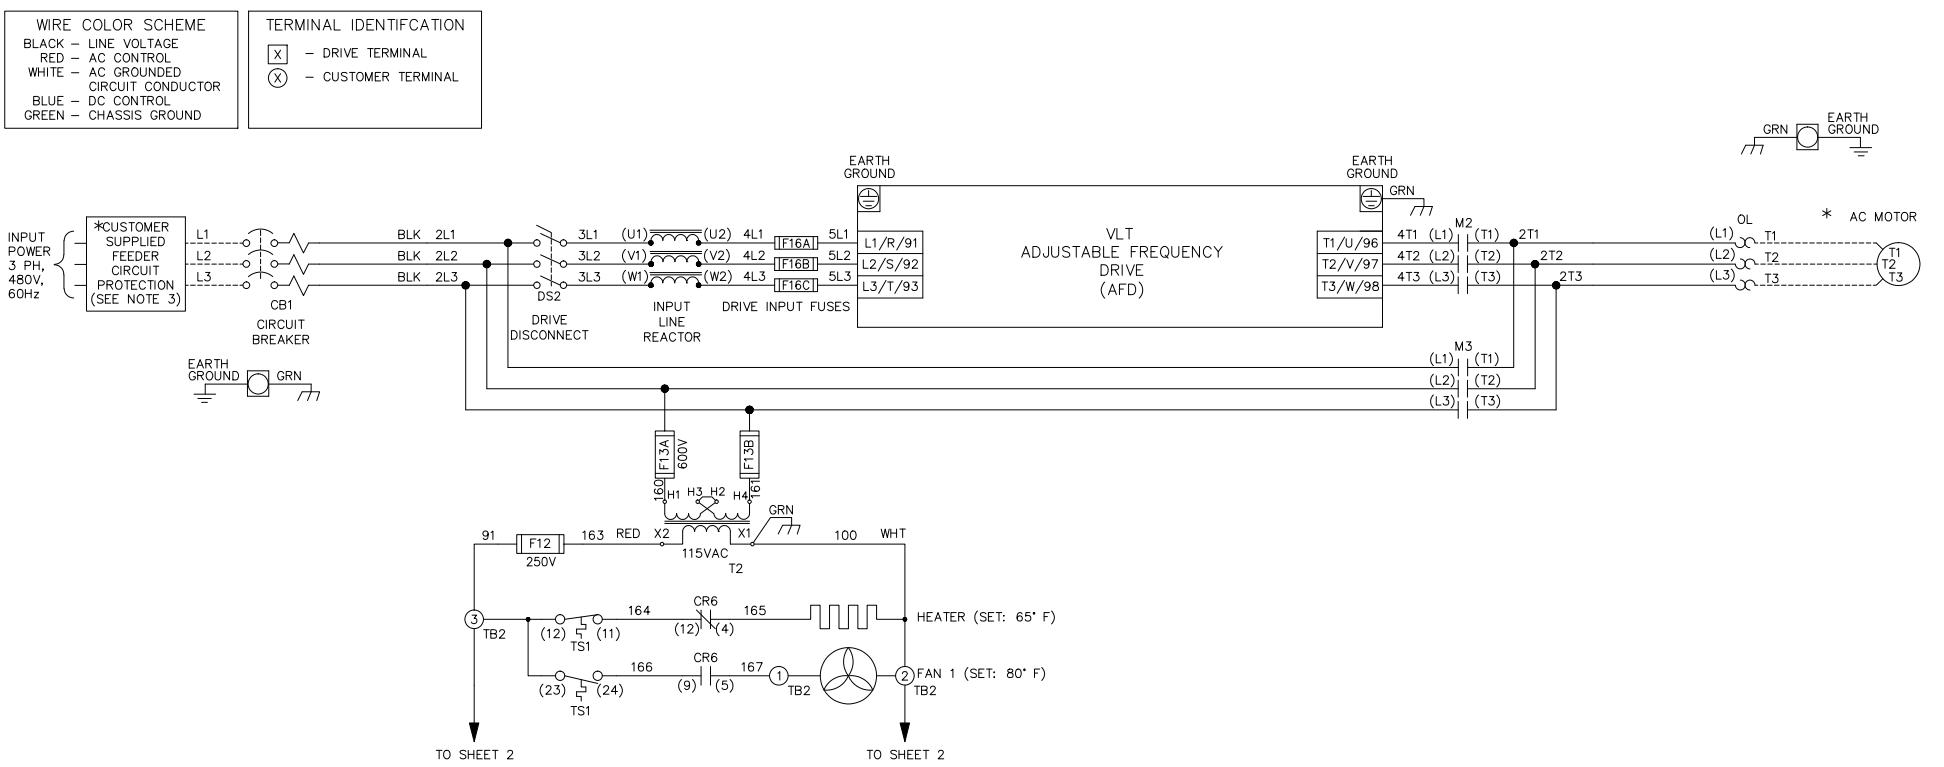 WIRE COLOR SCHEME
BLACK – LINE VOLTAGE
RED – AC CONTROL
WHITE – AC GROUNDED
CIRCUIT CONDUCTOR
BLUE – DC CONTROL
GREEN – CHASSIS GROUND
TERMINAL IDENTIFCATION
X – DRIVE TERMINAL
X – CUSTOMER TERMINAL
GRN
EARTH
GROUND
INPUT
POWER
3 PH,
480V,
60Hz
*CUSTOMER
SUPPLIED
FEEDER
CIRCUIT
PROTECTION
(SEE NOTE 3)
L1
L2
L3
CB1
CIRCUIT
BREAKER
BLK 2L1
BLK 2L2
BLK 2L3
DS2
DRIVE
DISCONNECT
3L1 (U1) (U2) 4L1 F16A 5L1
3L2 (V1) (V2) 4L2 F16B 5L2
3L3 (W1) (W2) 4L3 F16C 5L3
INPUT
LINE
REACTOR
DRIVE INPUT FUSES
EARTH
GROUND
L1/R/91
L2/S/92
L3/T/93
VLT
ADJUSTABLE FREQUENCY
DRIVE
(AFD)
EARTH
GROUND
GRN
T1/U/96
T2/V/97
T3/W/98
M2
4T1 (L1) (T1) 2T1
4T2 (L2) (T2) 2T2
4T3 (L3) (T3) 2T3
OL
(L1) T1
(L2) T2
(L3) T3
* AC MOTOR
T1
T2
T3
EARTH
GROUND
GRN
M3
(L1) (T1)
(L2) (T2)
(L3) (T3)
F13A
600V
F13B
160
161
H1 H3 H2 H4
GRN
91 F12 163 RED X2 X1 100 WHT
250V
115VAC
T2
3
TB2
(12) (11)
TS1
164
CR6
(12) (4)
165
HEATER (SET: 65° F)
(23) (24)
TS1
166
CR6
(9) (5)
167
1
TB2
2
TB2
FAN 1 (SET: 80° F)
TO SHEET 2
TO SHEET 2